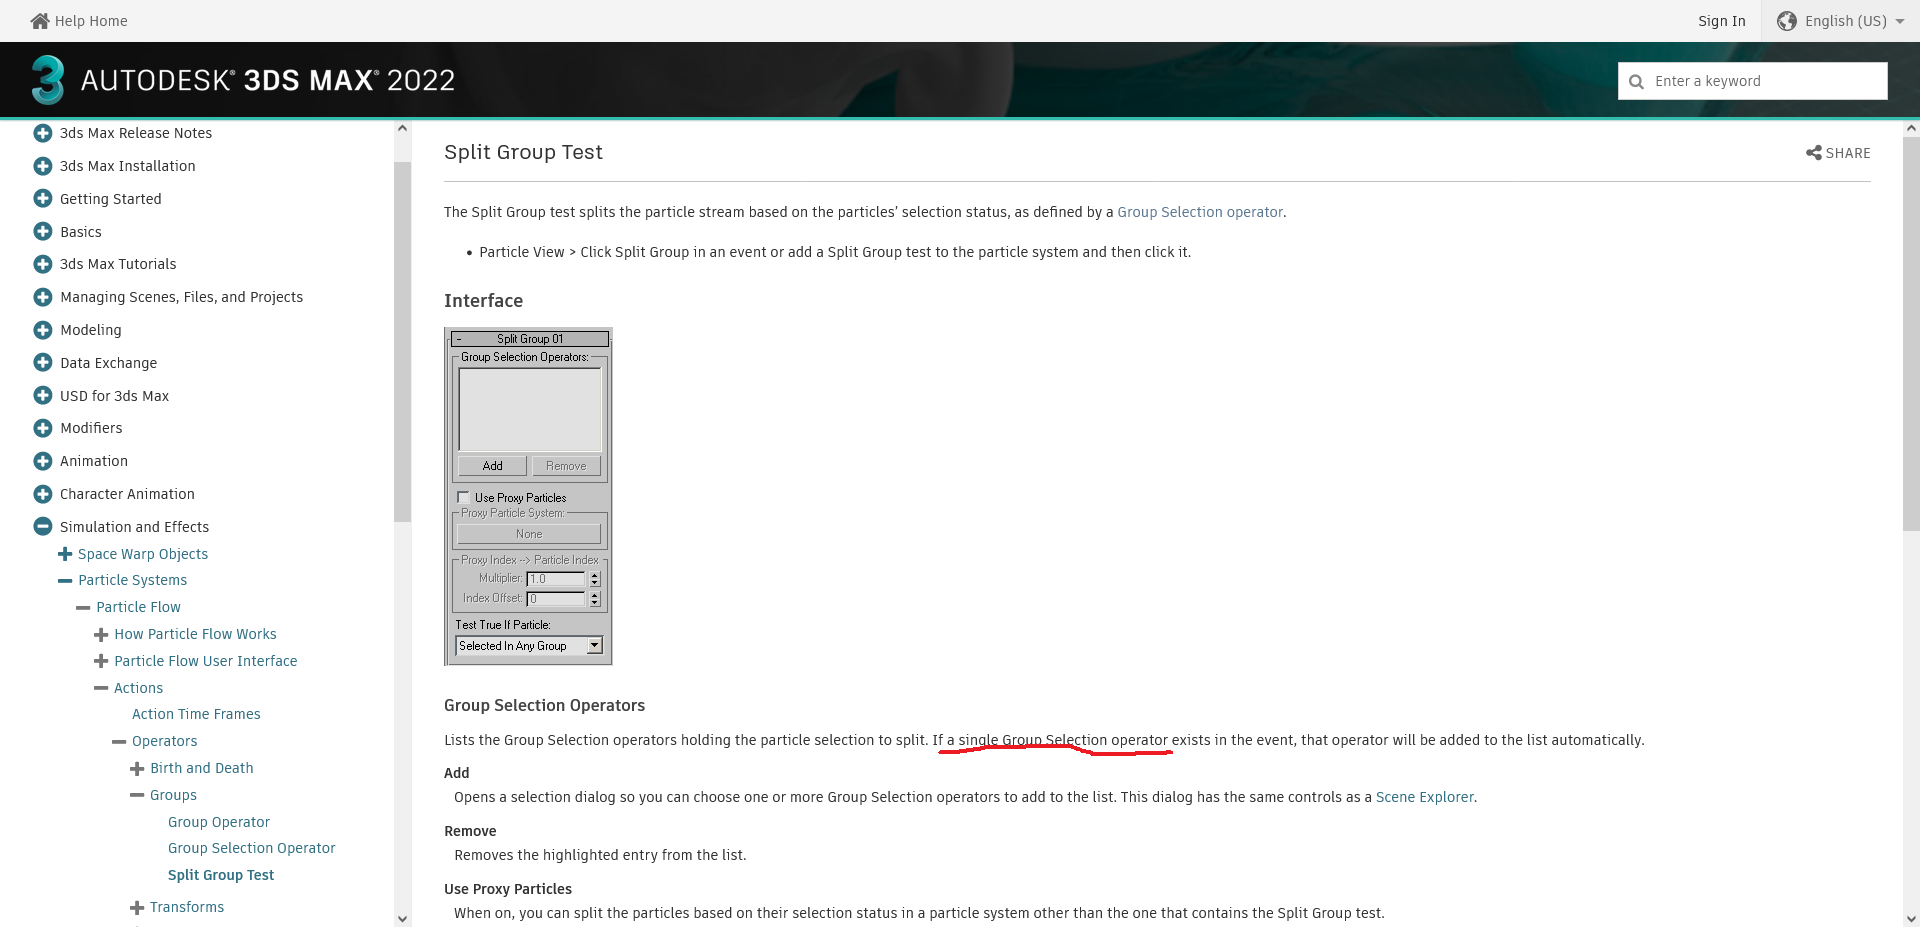 Help Home
Sign In
English (US)
AUTODESK® 3DS MAX® 2022
Enter a keyword
3ds Max Release Notes
3ds Max Installation
Getting Started
Basics
3ds Max Tutorials
Managing Scenes, Files, and Projects
Modeling
Data Exchange
USD for 3ds Max
Modifiers
Animation
Character Animation
Simulation and Effects
Space Warp Objects
Particle Systems
Particle Flow
How Particle Flow Works
Particle Flow User Interface
Actions
Action Time Frames
Operators
Birth and Death
Groups
Group Operator
Group Selection Operator
Split Group Test
Transforms
Split Group Test
SHARE
The Split Group test splits the particle stream based on the particles’ selection status, as defined by a Group Selection operator.
• Particle View > Click Split Group in an event or add a Split Group test to the particle system and then click it.
Interface
- Split Group 01
Group Selection Operators:
Add Remove
Use Proxy Particles
Proxy Particle System:
None
Proxy Index --> Particle Index
Multiplier: 1.0
Index Offset: 0
Test True If Particle:
Selected In Any Group
Group Selection Operators
Lists the Group Selection operators holding the particle selection to split. If a single Group Selection operator exists in the event, that operator will be added to the list automatically.
Add
Opens a selection dialog so you can choose one or more Group Selection operators to add to the list. This dialog has the same controls as a Scene Explorer.
Remove
Removes the highlighted entry from the list.
Use Proxy Particles
When on, you can split the particles based on their selection status in a particle system other than the one that contains the Split Group test.